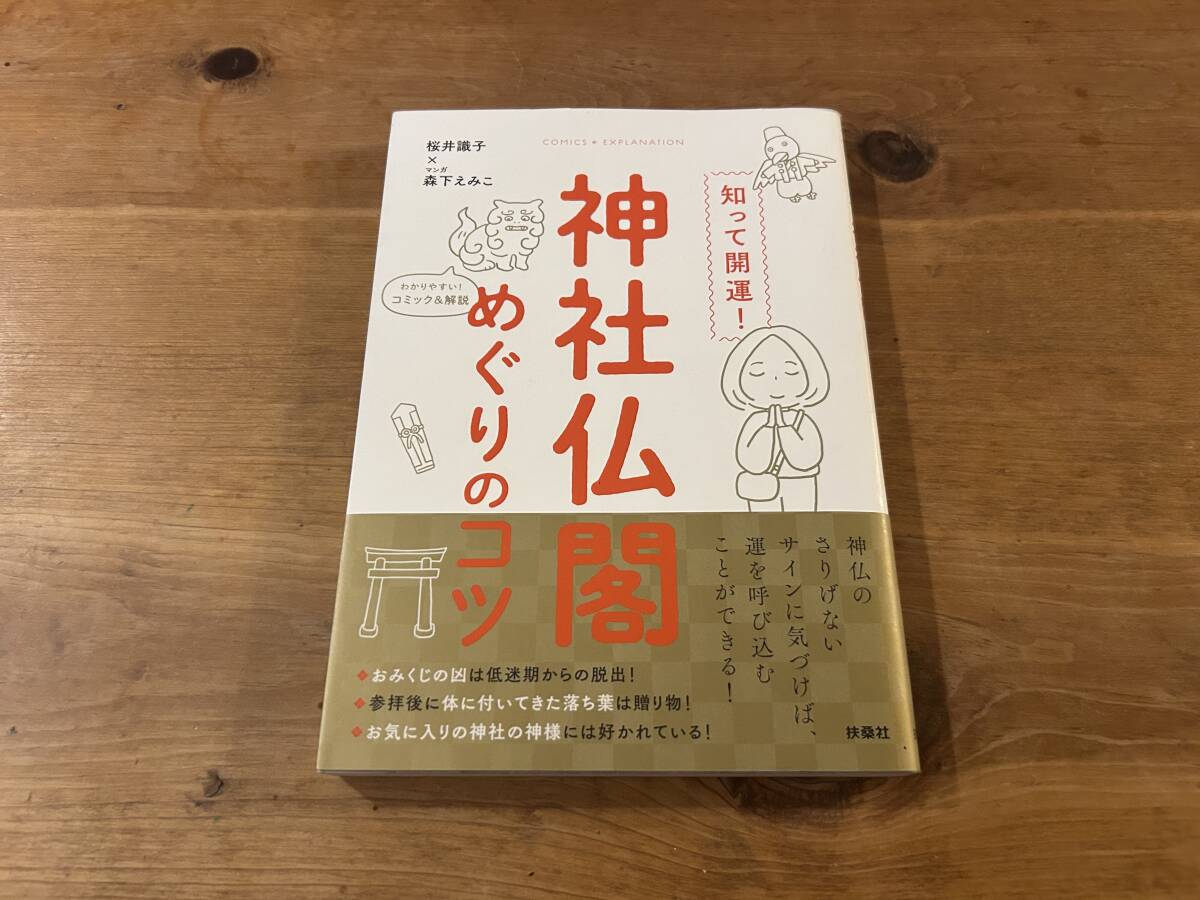 COMICS + EXPLANATION
桜井識子
×
マンガ
森下えみこ
知って開運!
神社仏閣
めぐりのコツ
わかりやすい!
コミック&解説
神仏の
さりげない
サインに気づけば、
運を呼び込む
ことができる!
❖おみくじの凶は低迷期からの脱出!
❖参拝後に体に付いてきた落ち葉は贈り物!
❖お気に入りの神社の神様には好かれている!
扶桑社